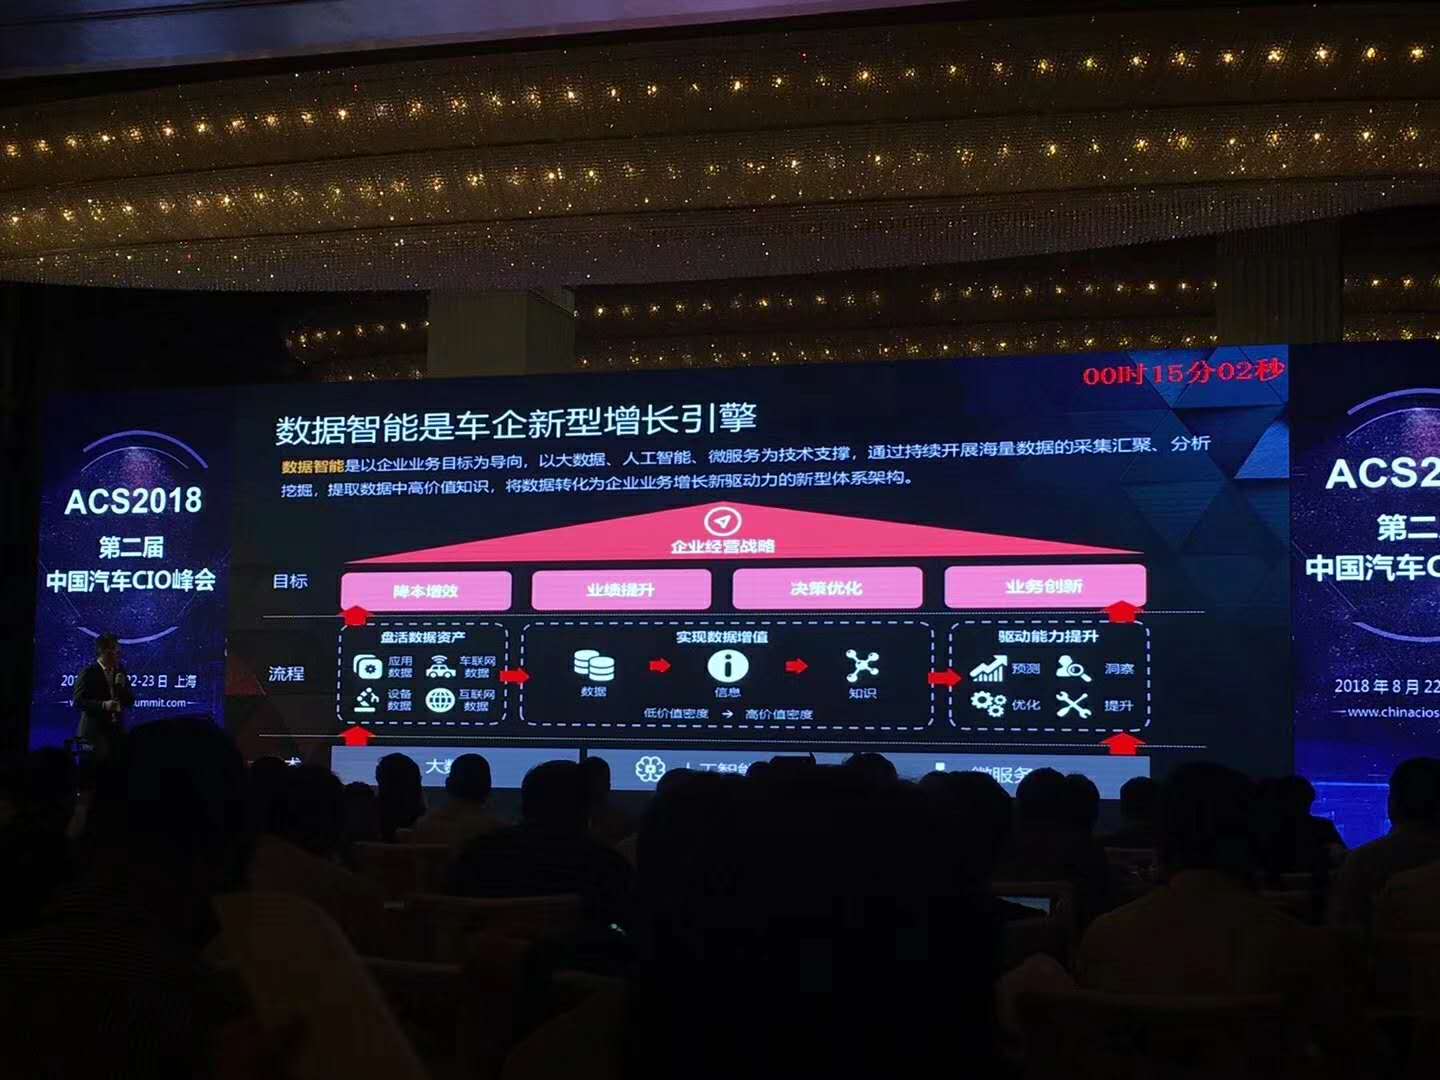 00时15分02秒
数据智能是车企新型增长引擎
数据智能是以企业业务目标为导向，以大数据、人工智能、微服务为技术支撑，通过持续开展海量数据的采集汇聚、分析
挖掘，提取数据中高价值知识，将数据转化为企业业务增长新驱动力的新型体系架构。
企业经营战略
目标
降本增效
业绩提升
决策优化
业务创新
流程
盘活数据资产
应用
数据
车联网
数据
设备
数据
互联网
数据
实现数据增值
数据
信息
知识
低价值密度 → 高价值密度
驱动能力提升
预测
洞察
优化
提升
术
大数
人工智能
微服务
ACS2018
第二届
中国汽车CIO峰会
22-23日 上海
ummit.com
ACS2
第二
中国汽车C
2018年8月22
www.chinacios